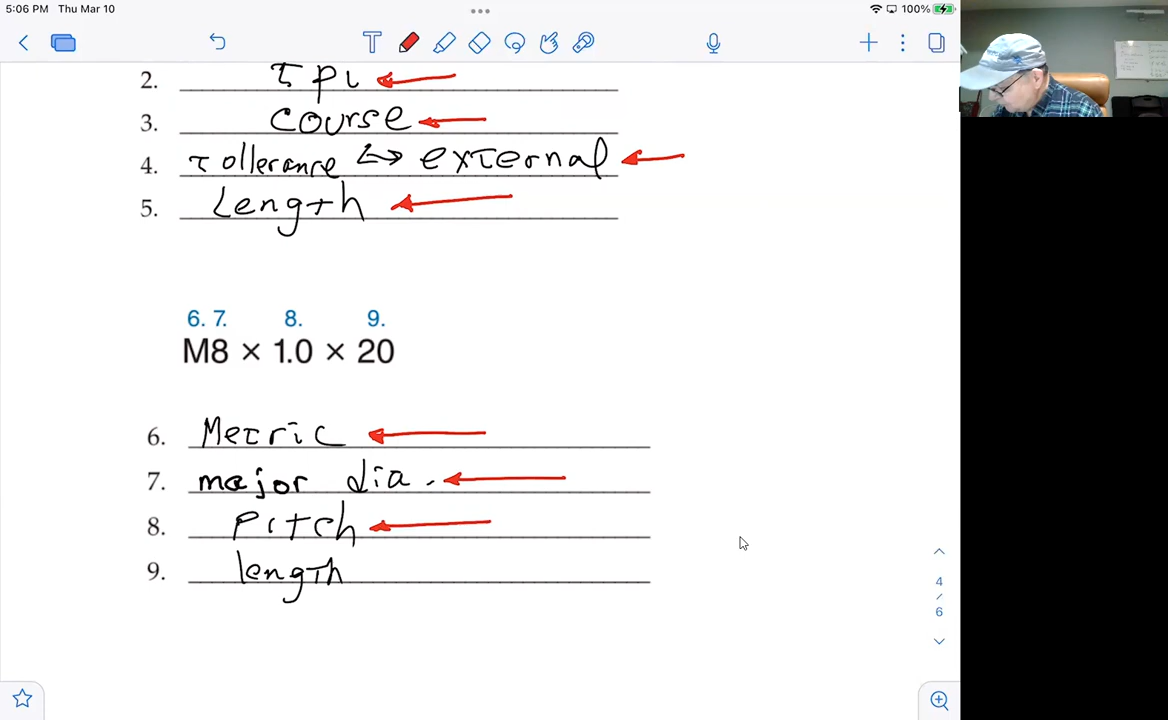 5:06 PM Thu Mar 10
100%
2. TPI
3. Course
4. Tollerance ↔ external
5. Length
6. 7. 8. 9.
M8 × 1.0 × 20
6. Metric
7. major dia.
8. Pitch
9. length
4
/
6